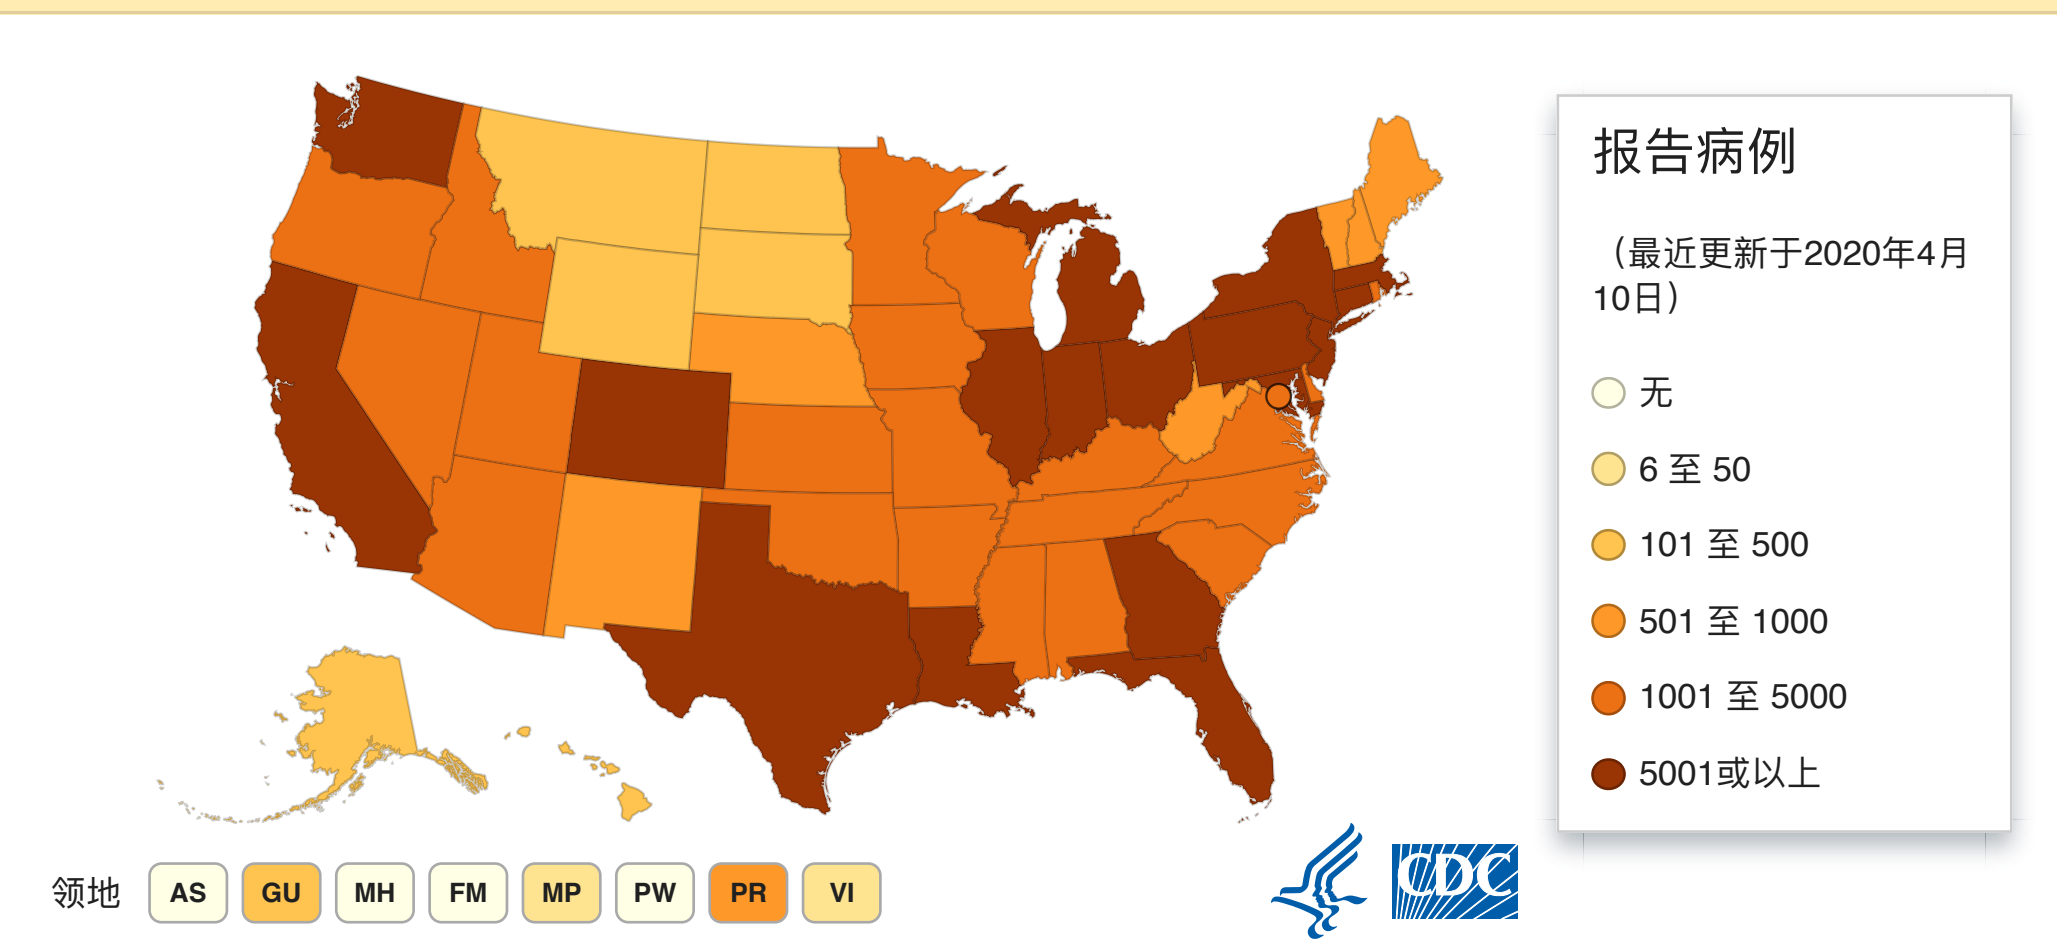 报告病例
（最近更新于2020年4月
10日）
无
6 至 50
101 至 500
501 至 1000
1001 至 5000
5001或以上
领地
AS
GU
MH
FM
MP
PW
PR
VI
CDC